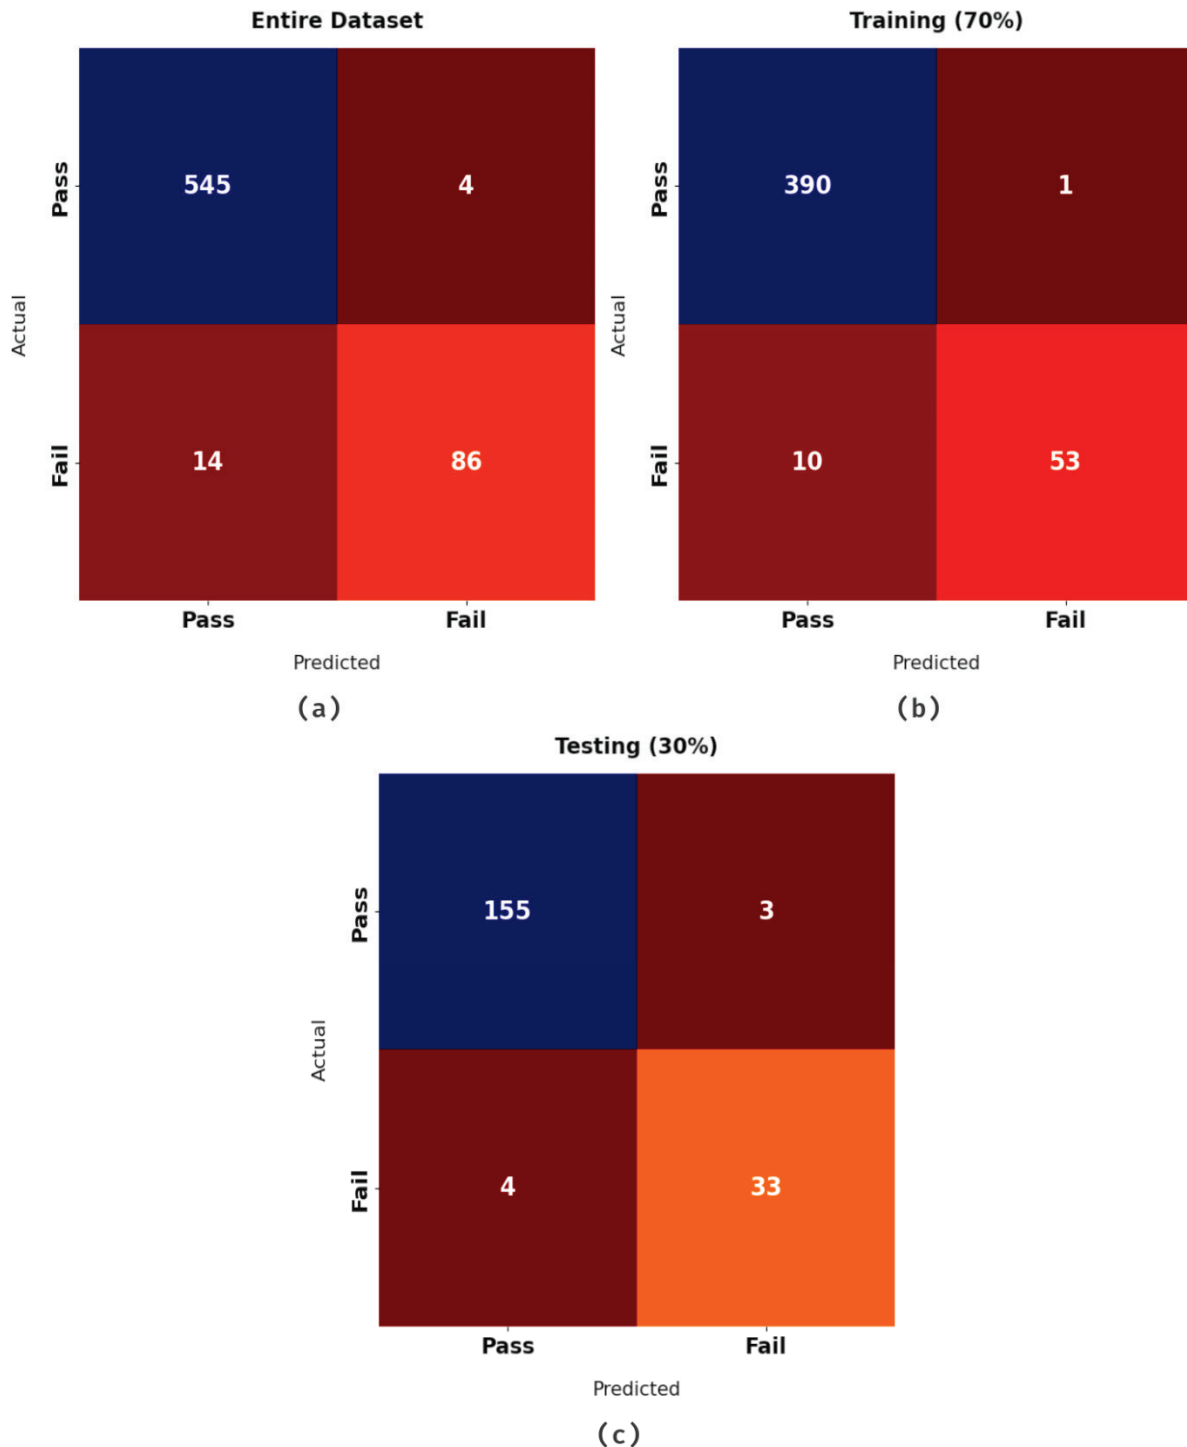 Entire Dataset
Pass
545
4
Actual
Fail
14
86
Pass
Fail
Predicted
(a)
Training (70%)
Pass
390
1
Actual
Fail
10
53
Pass
Fail
Predicted
(b)
Testing (30%)
Pass
155
3
Actual
Fail
4
33
Pass
Fail
Predicted
(c)